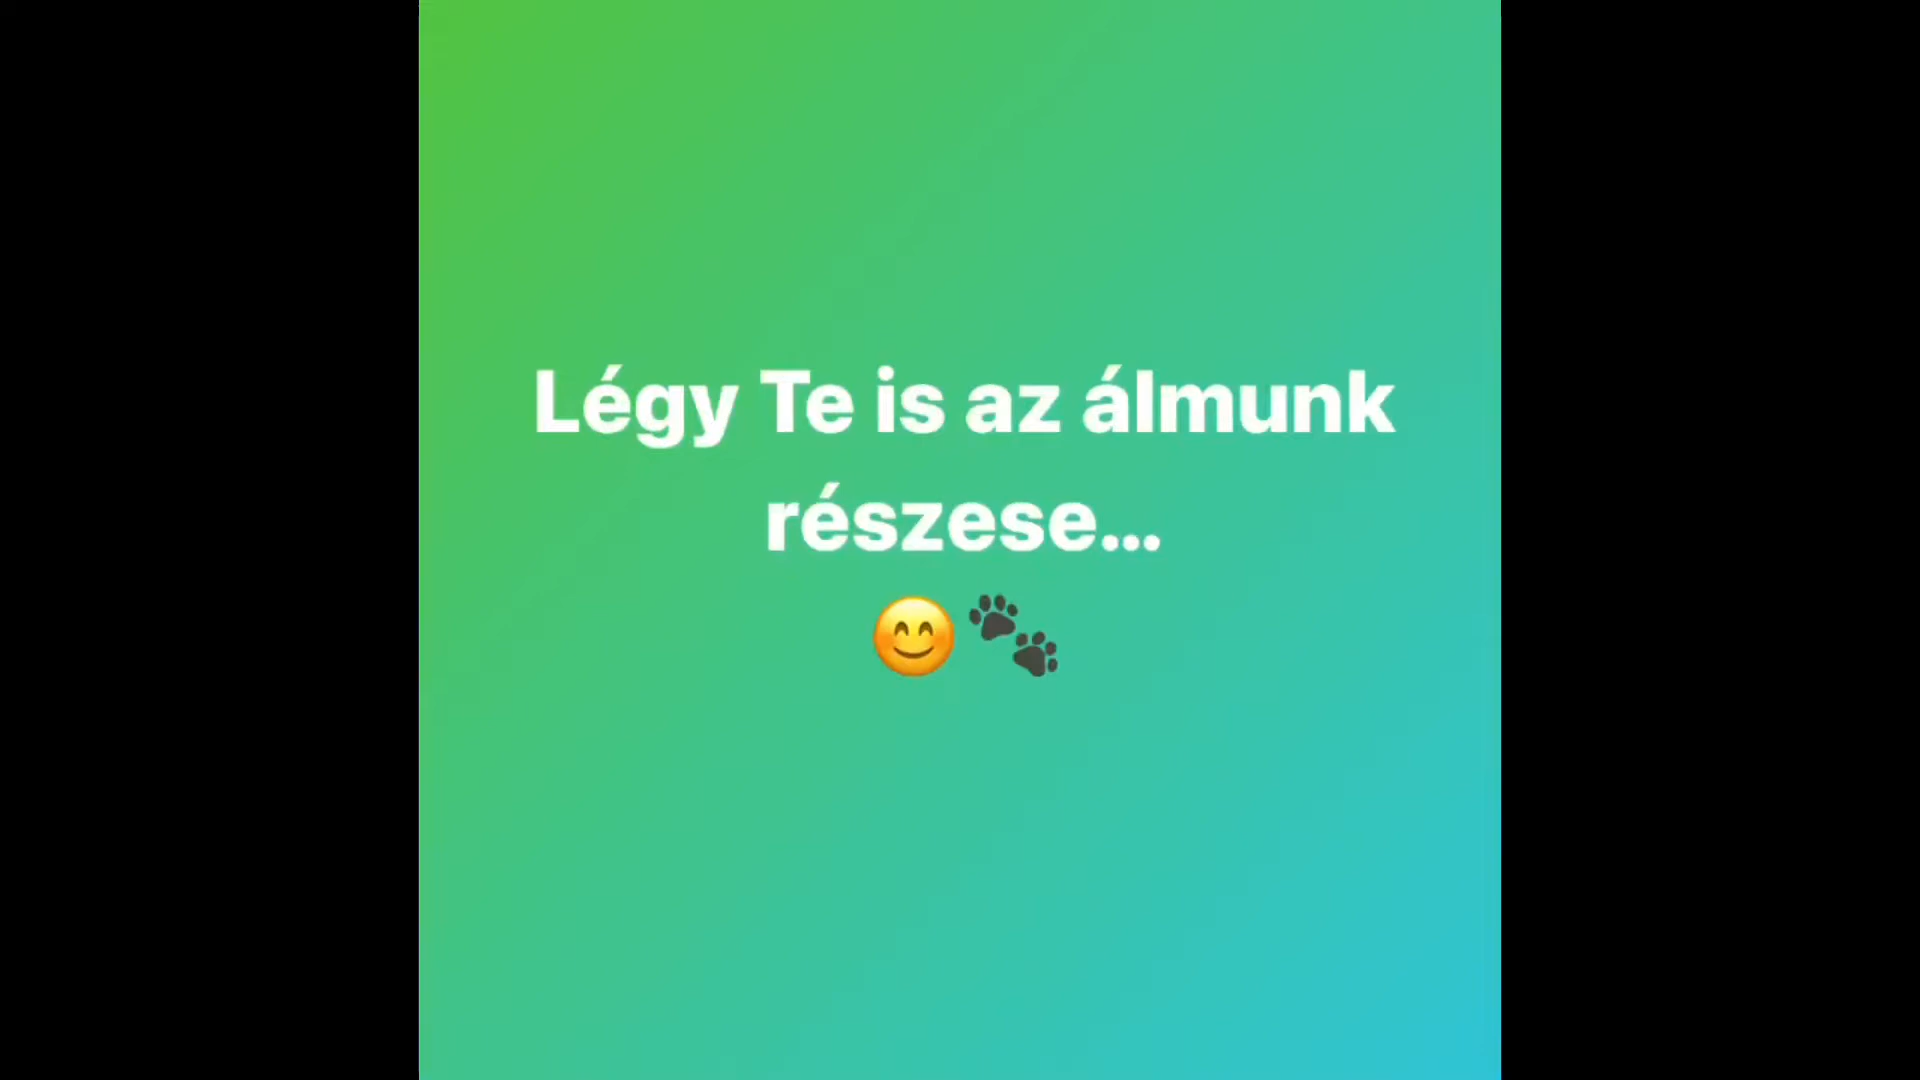 Légy Te is az álmunk
részese...
😊🐾